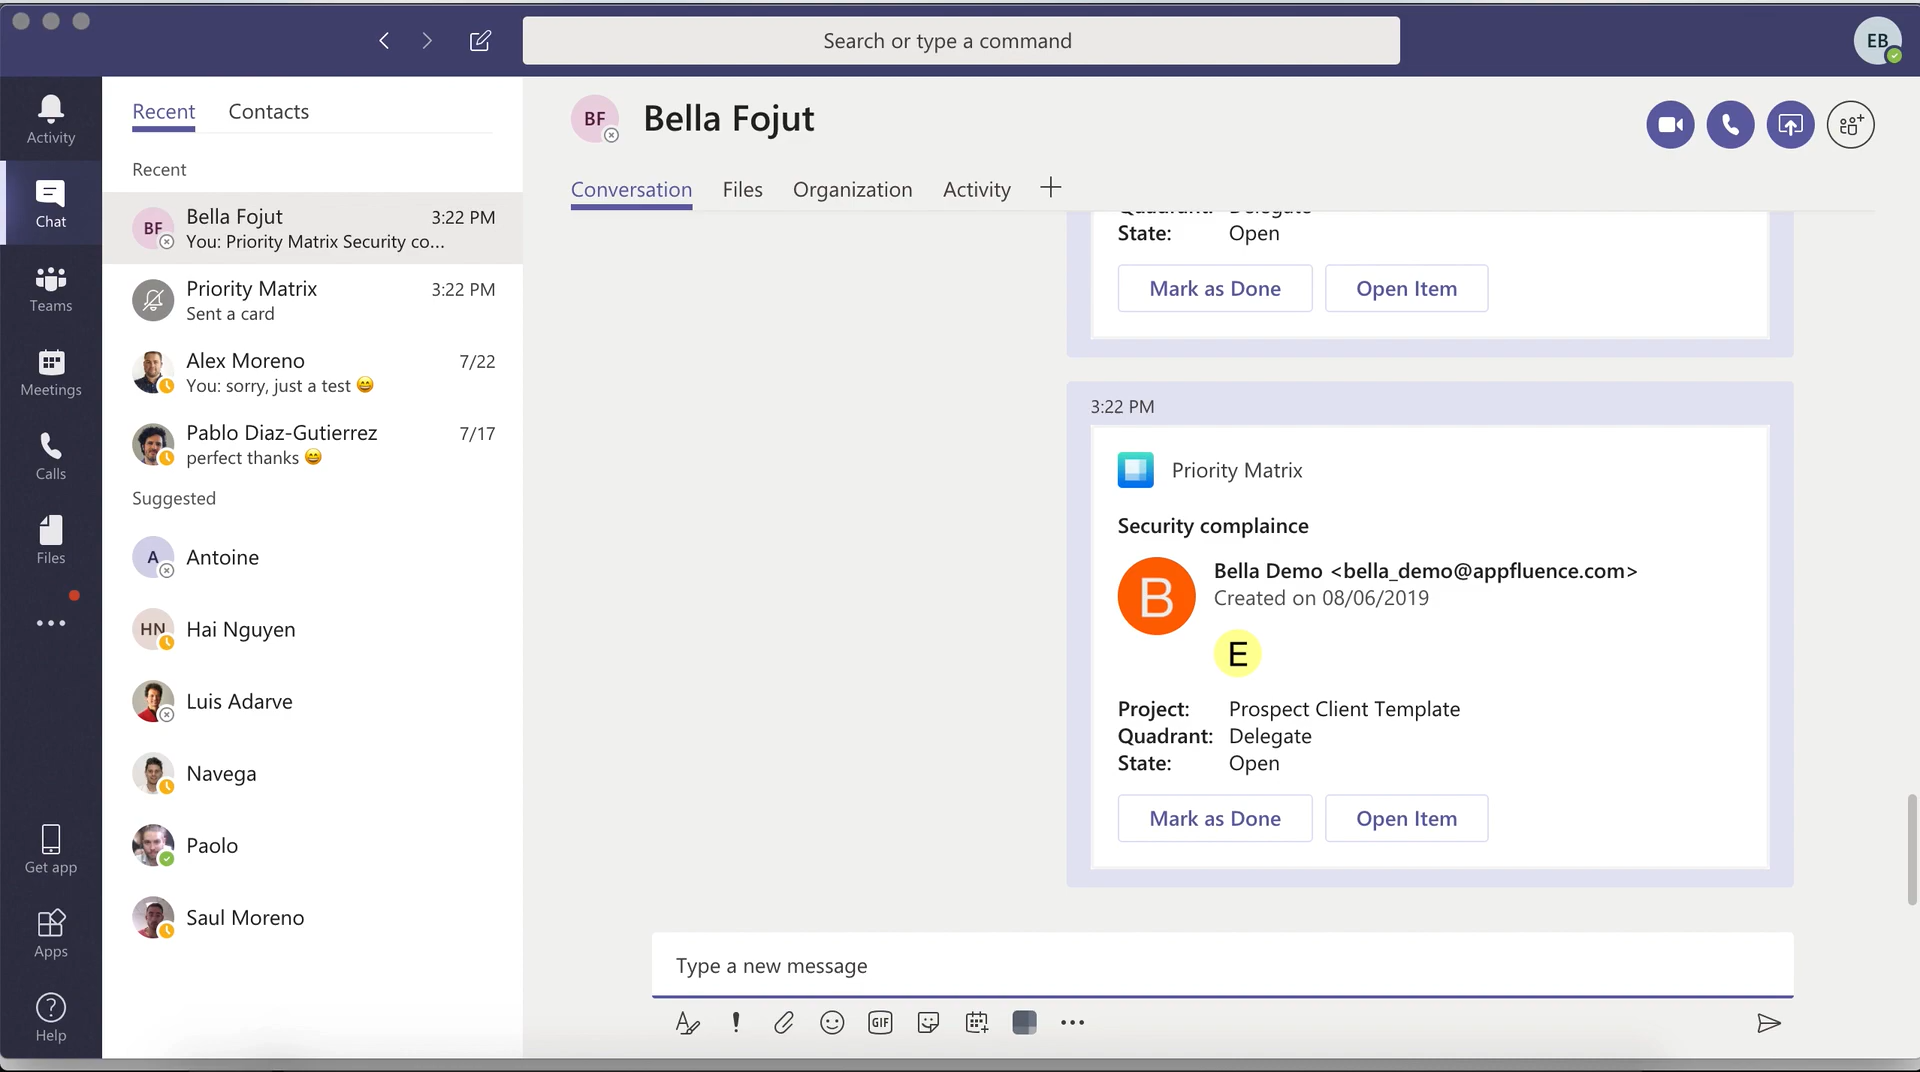 Search or type a command
EB
Activity
Chat
Teams
Meetings
Calls
Files
Get app
Apps
Help
Recent Contacts
Recent
BF Bella Fojut 3:22 PM
You: Priority Matrix Security co...
Priority Matrix 3:22 PM
Sent a card
Alex Moreno 7/22
You: sorry, just a test 😄
Pablo Diaz-Gutierrez 7/17
perfect thanks 😄
Suggested
A Antoine
HN Hai Nguyen
Luis Adarve
Navega
Paolo
Saul Moreno
BF Bella Fojut
Conversation Files Organization Activity
Quadrant: Delegate
State: Open
Mark as Done Open Item
3:22 PM
Priority Matrix
Security complaince
B Bella Demo <bella_demo@appfluence.com>
Created on 08/06/2019
E
Project: Prospect Client Template
Quadrant: Delegate
State: Open
Mark as Done Open Item
Type a new message
GIF